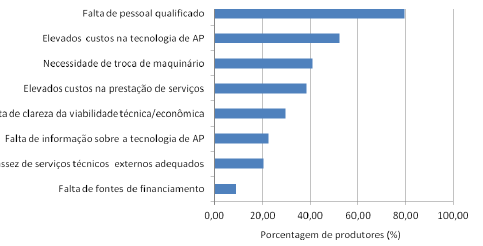 Falta de pessoal qualificado
Elevados custos na tecnologia de AP
Necessidade de troca de maquinário
Elevados custos na prestação de serviços
ta de clareza da viabilidade técnica/econômica
Falta de informação sobre a tecnologia de AP
ssez de serviços técnicos externos adequados
Falta de fontes de financiamento
0,00 20,00 40,00 60,00 80,00 100,00
Porcentagem de produtores (%)